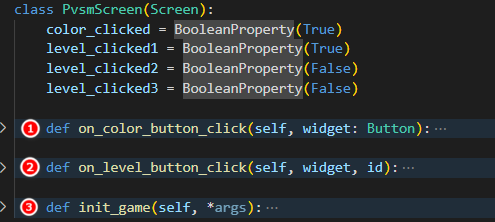 class PvsmScreen(Screen):
color_clicked = BooleanProperty(True)
level_clicked1 = BooleanProperty(True)
level_clicked2 = BooleanProperty(False)
level_clicked3 = BooleanProperty(False)
1 def on_color_button_click(self, widget: Button): ...
2 def on_level_button_click(self, widget, id): ...
3 def init_game(self, *args): ...